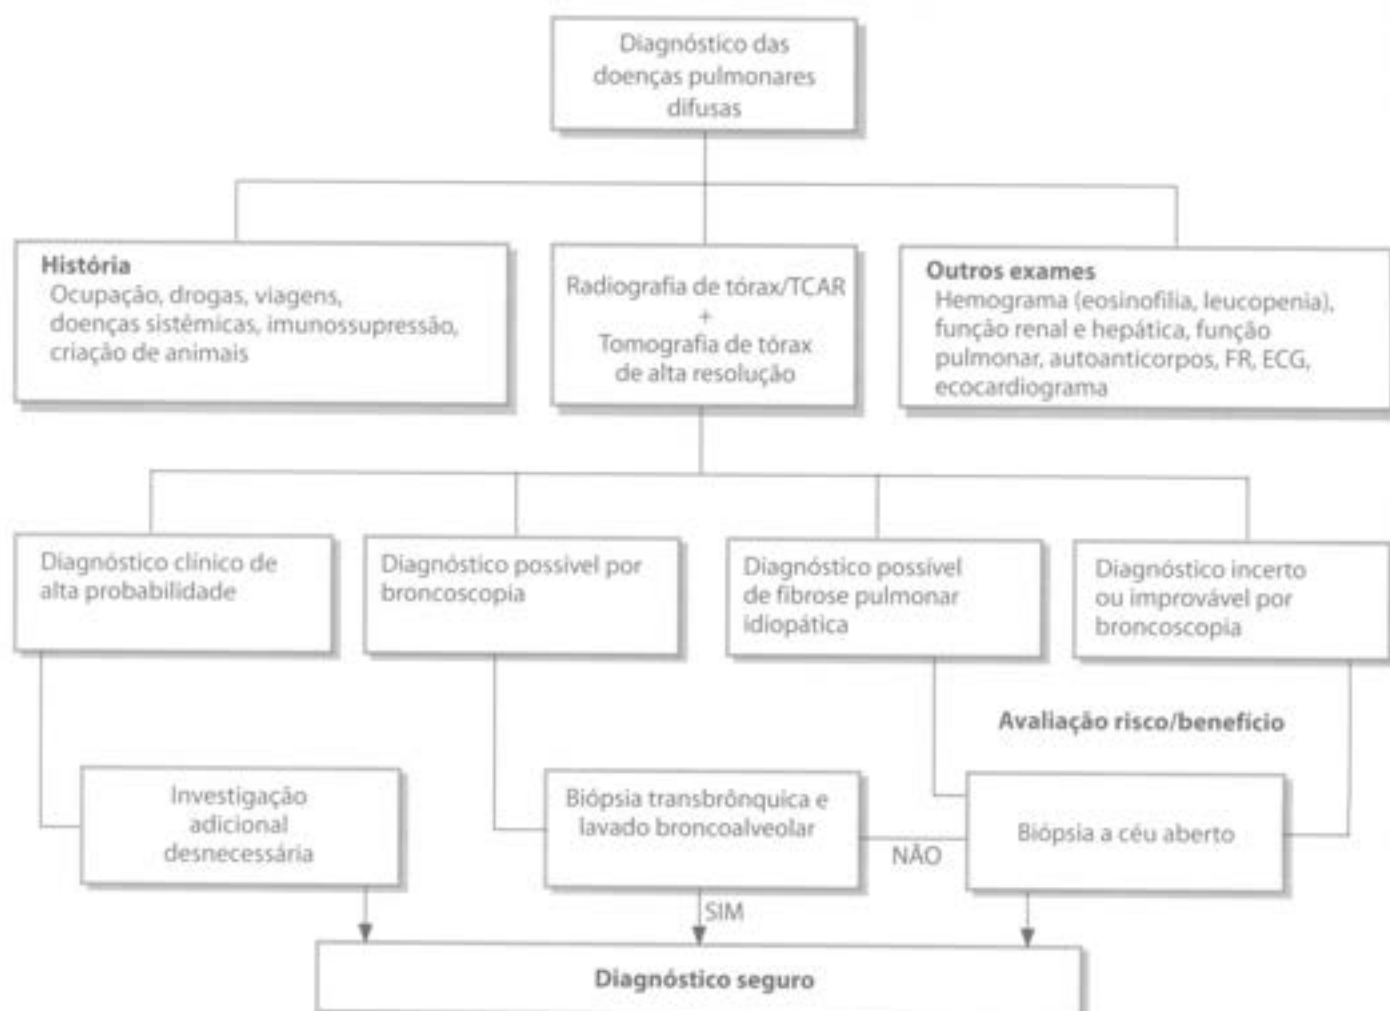 Diagnóstico das
doenças pulmonares
difusas
História
Ocupação, drogas, viagens,
doenças sistêmicas, imunossupressão,
criação de animais
Radiografia de tórax/TCAR
+
Tomografia de tórax
de alta resolução
Outros exames
Hemograma (eosinofilia, leucopenia),
função renal e hepática, função
pulmonar, autoanticorpos, FR, ECG,
ecocardiograma
Diagnóstico clínico de
alta probabilidade
Diagnóstico possível por
broncoscopia
Diagnóstico possível
de fibrose pulmonar
idiopática
Diagnóstico incerto
ou improvável por
broncoscopia
Avaliação risco/benefício
Investigação
adicional
desnecessária
Biópsia transbrônquica e
lavado broncoalveolar
NÃO
Biópsia a céu aberto
SIM
Diagnóstico seguro